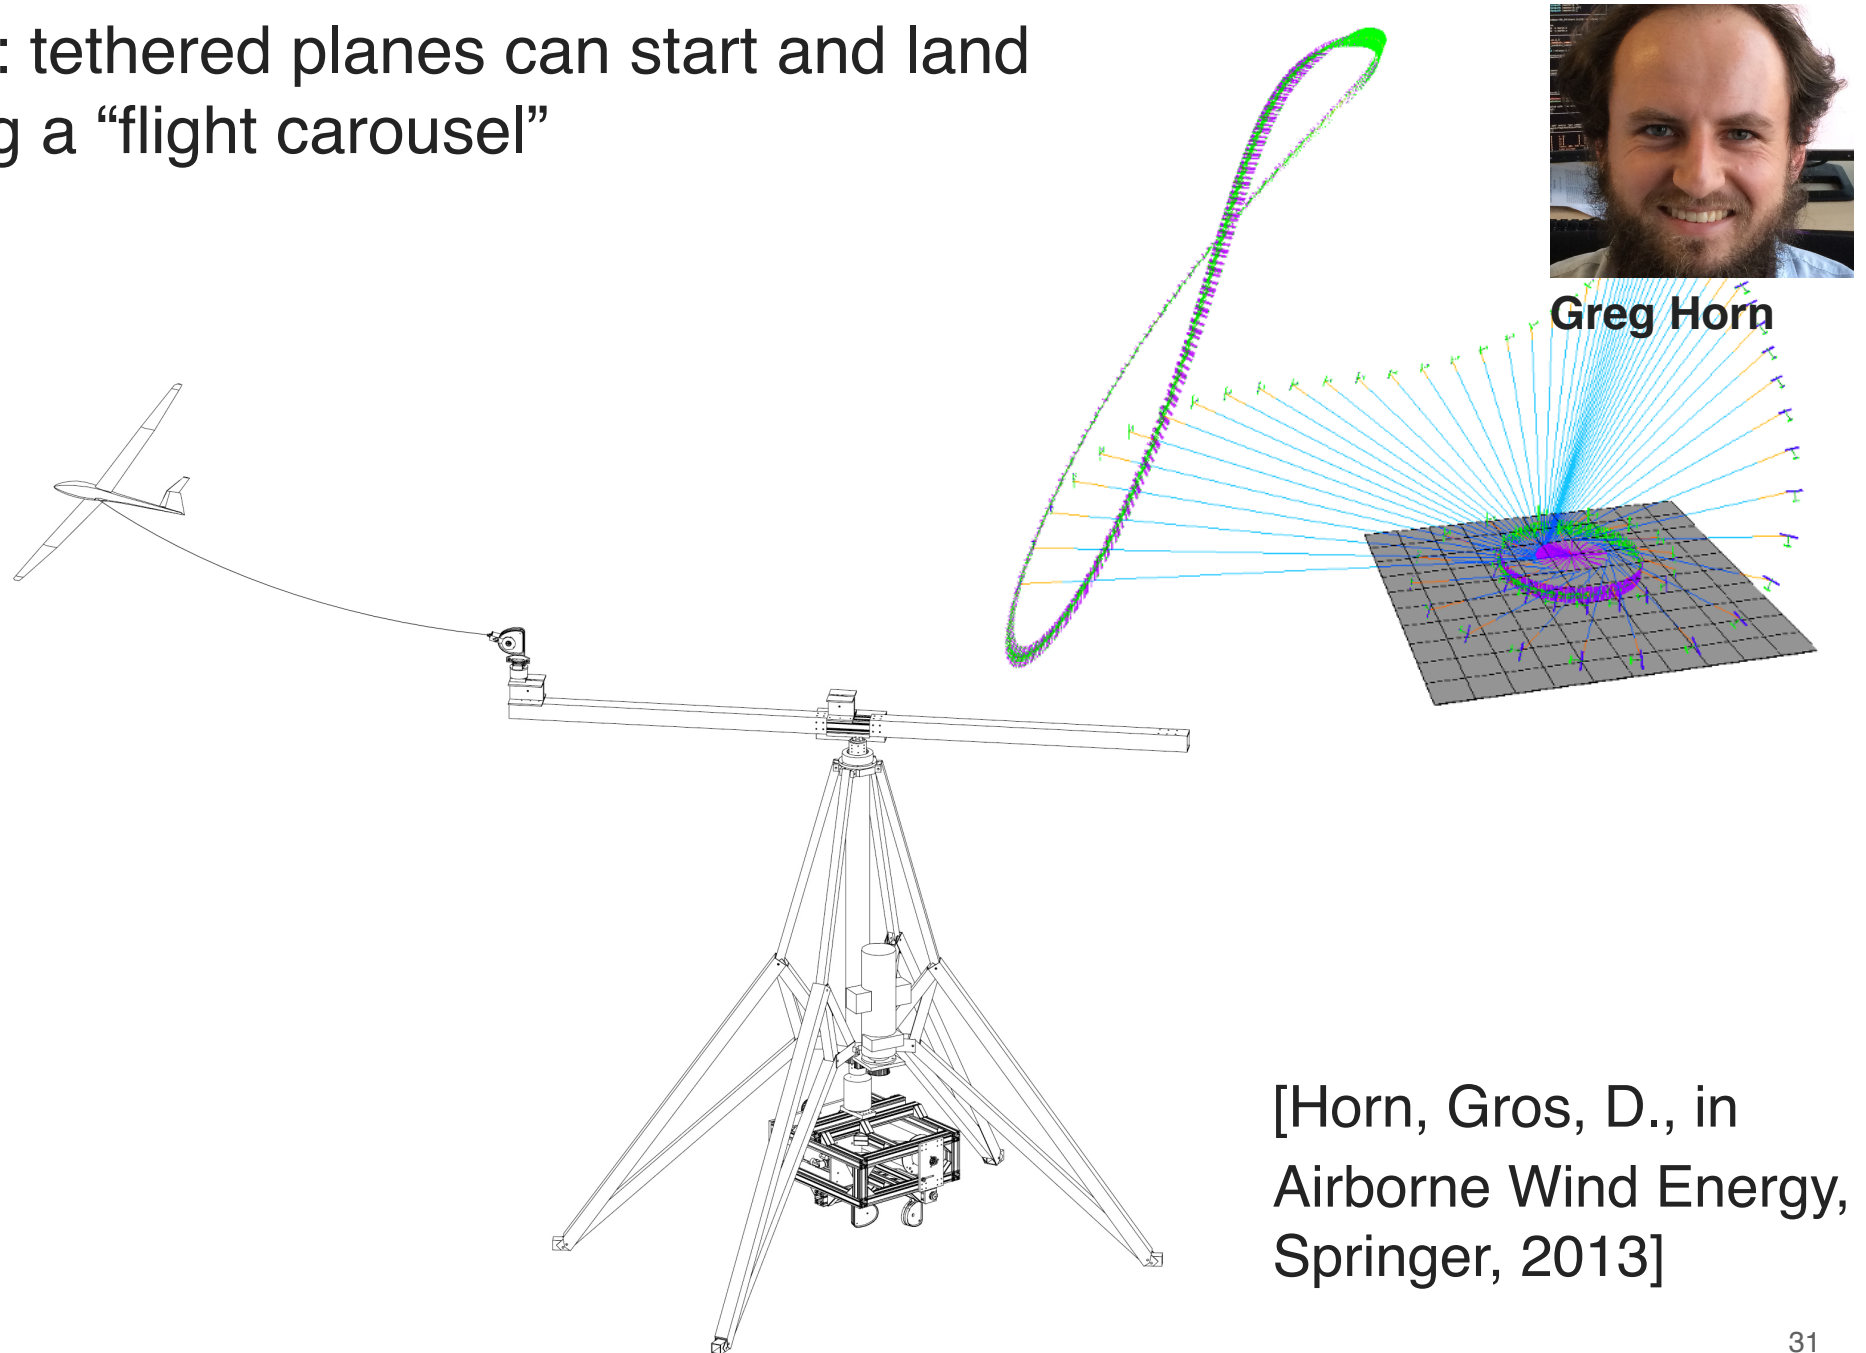 : tethered planes can start and land
g a “flight carousel”
Greg Horn
[Horn, Gros, D., in
Airborne Wind Energy,
Springer, 2013]
31